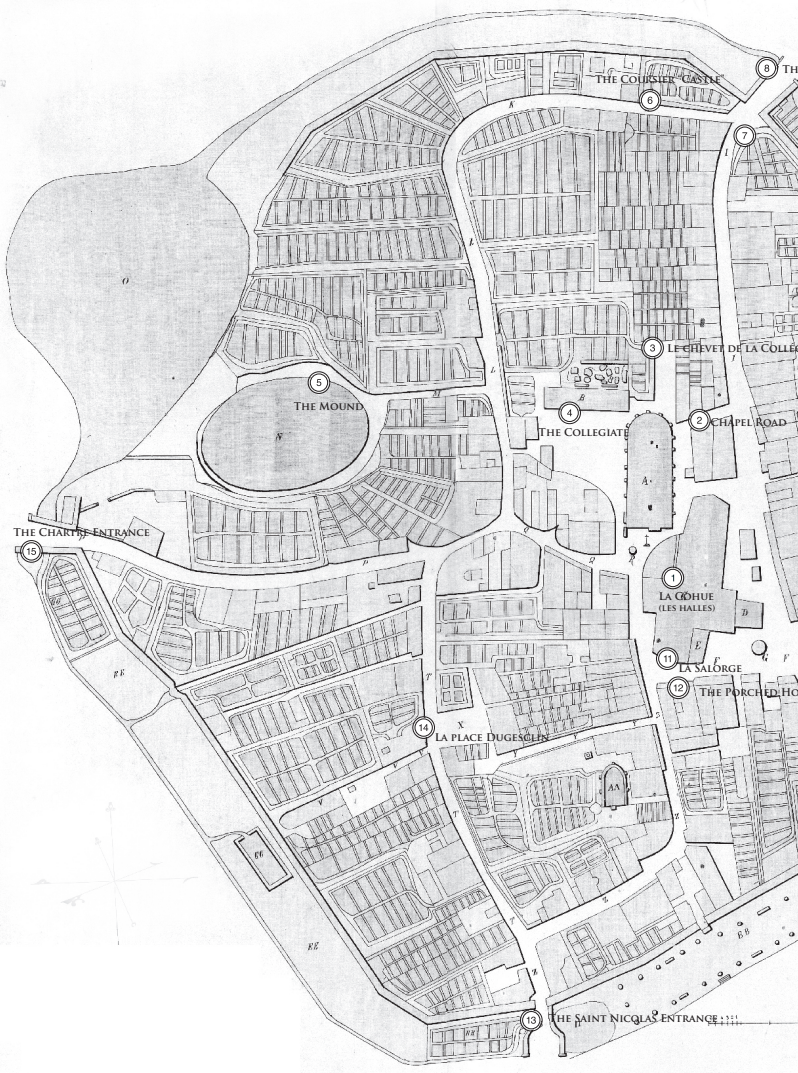 8 TH
THE COURSIER "CASTLE"
6
K
7
I
L
O
3 LE CHEVET DE LA COLLEG
I
5
THE MOUND
L
M
B
4
THE COLLEGIATE
2 CHAPEL ROAD
N
A
THE CHARTRE ENTRANCE
15
P
Q
Q
R
1
LA COHUE
(LES HALLES)
D
E
11
LA SALORGE
F
G
F
12
THE PORCHED HO
T
X
14
LA PLACE DUGESCLIN
Y
Y
Y
V
V
V
AA
Z
T
EE
EE
T
Z
BB
Z
13 THE SAINT NICOLAS ENTRANCE